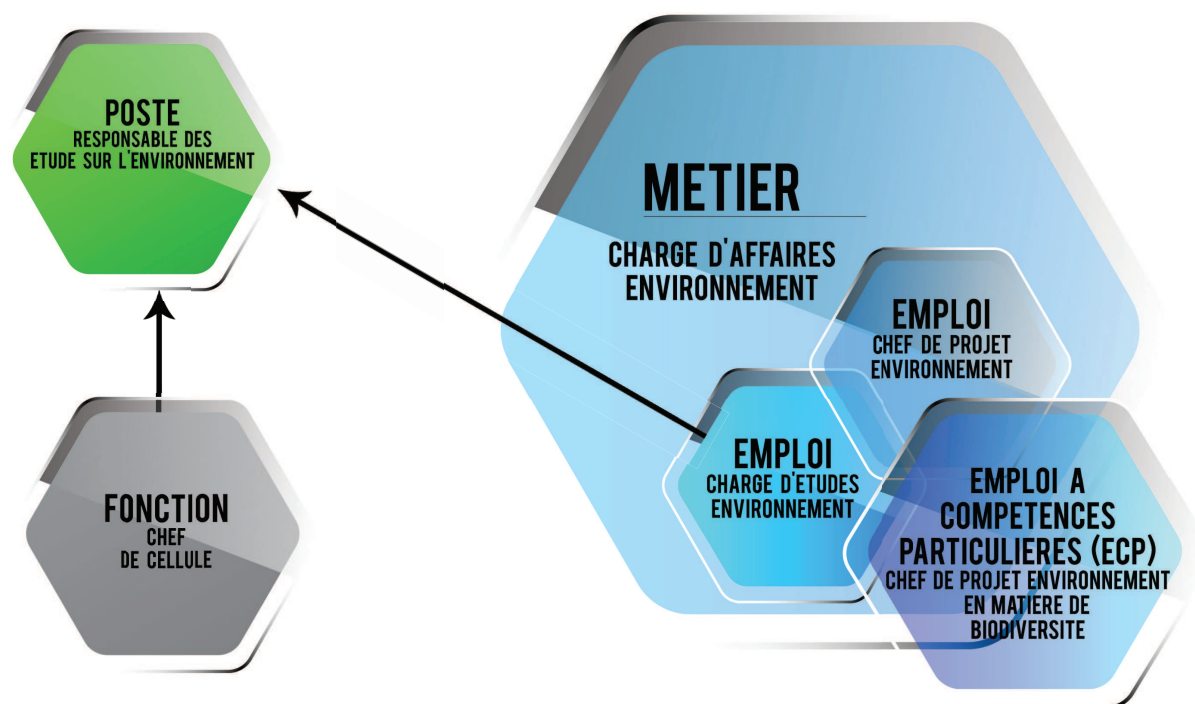 POSTE
RESPONSABLE DES
ETUDE SUR L'ENVIRONNEMENT
FONCTION
CHEF
DE CELLULE
METIER
CHARGE D'AFFAIRES
ENVIRONNEMENT
EMPLOI
CHEF DE PROJET
ENVIRONNEMENT
EMPLOI
CHARGE D'ETUDES
ENVIRONNEMENT
EMPLOI A
COMPETENCES
PARTICULIERES (ECP)
CHEF DE PROJET ENVIRONNEMENT
EN MATIERE DE
BIODIVERSITE